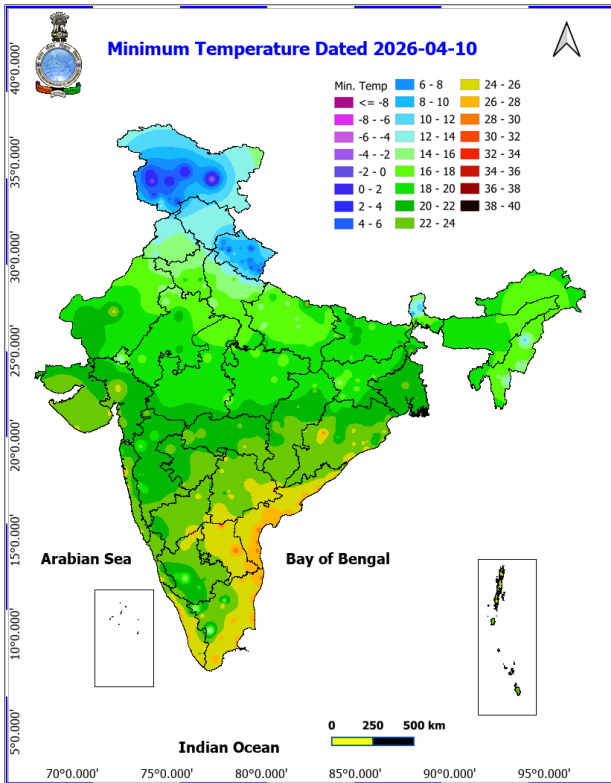 Minimum Temperature Dated 2026-04-10
Min. Temp
<= -8
-8 - -6
-6 - -4
-4 - -2
-2 - 0
0 - 2
2 - 4
4 - 6
6 - 8
8 - 10
10 - 12
12 - 14
14 - 16
16 - 18
18 - 20
20 - 22
22 - 24
24 - 26
26 - 28
28 - 30
30 - 32
32 - 34
34 - 36
36 - 38
38 - 40
40°0.000'
35°0.000'
30°0.000'
25°0.000'
20°0.000'
15°0.000'
10°0.000'
5°0.000'
Arabian Sea
Bay of Bengal
Indian Ocean
0 250 500 km
70°0.000' 75°0.000' 80°0.000' 85°0.000' 90°0.000' 95°0.000'